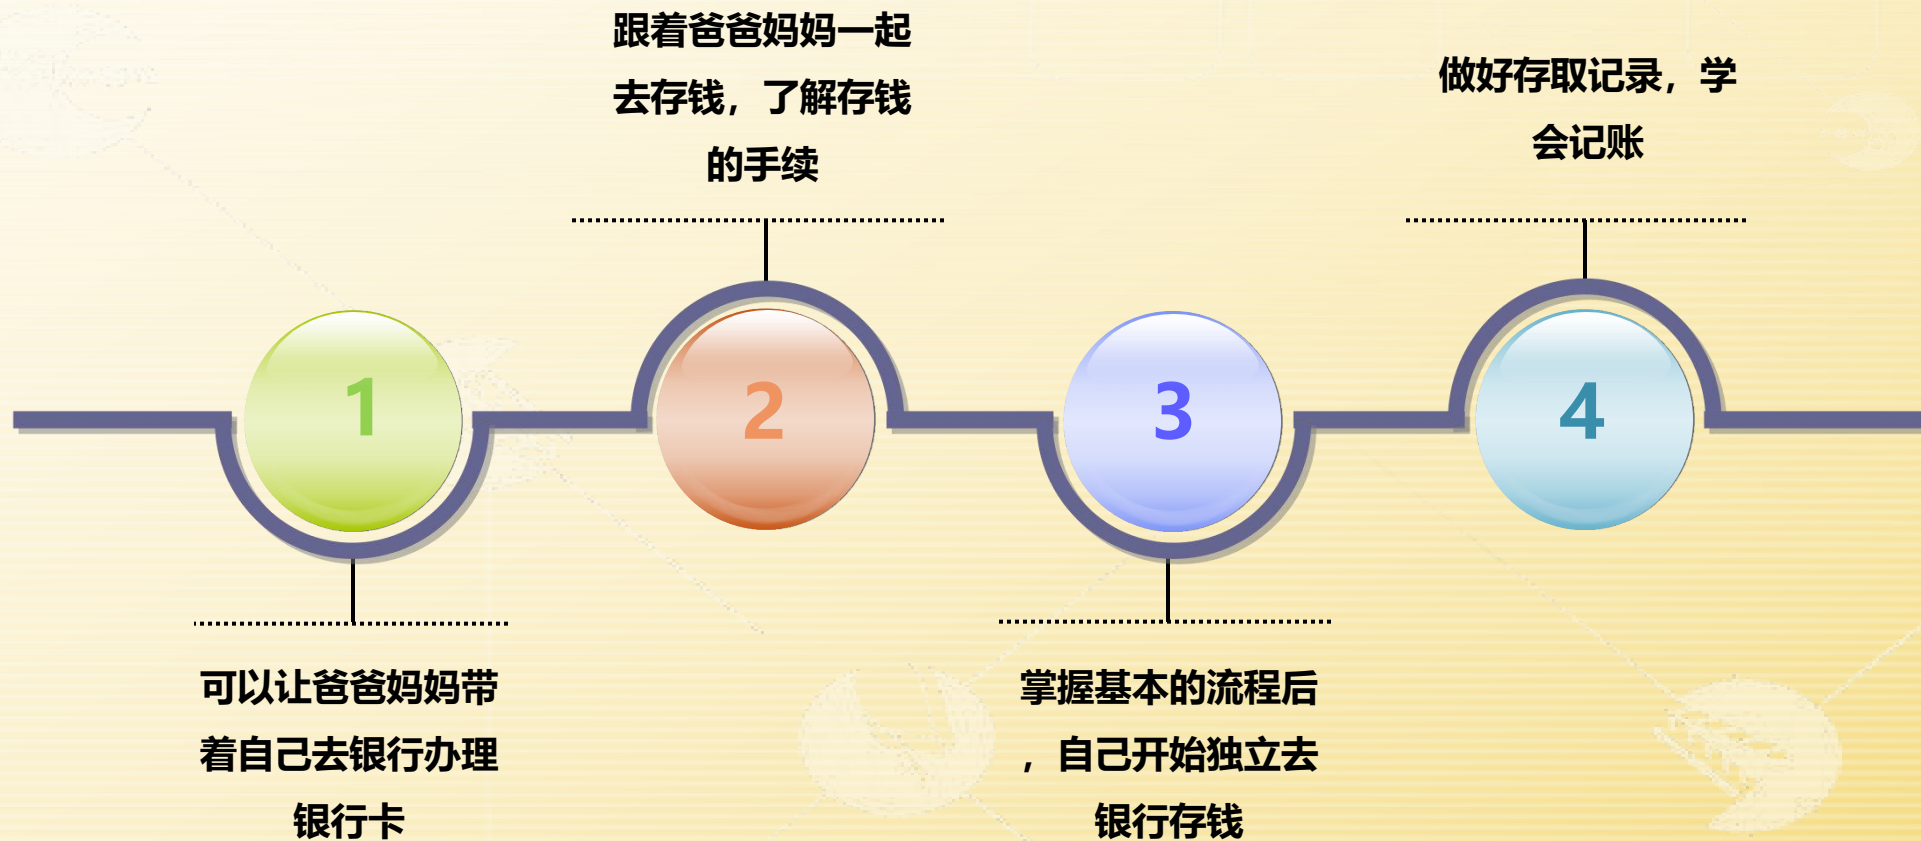 跟着爸爸妈妈一起
去存钱，了解存钱
的手续
做好存取记录，学
会记账
1
2
3
4
可以让爸爸妈妈带
着自己去银行办理
银行卡
掌握基本的流程后
，自己开始独立去
银行存钱